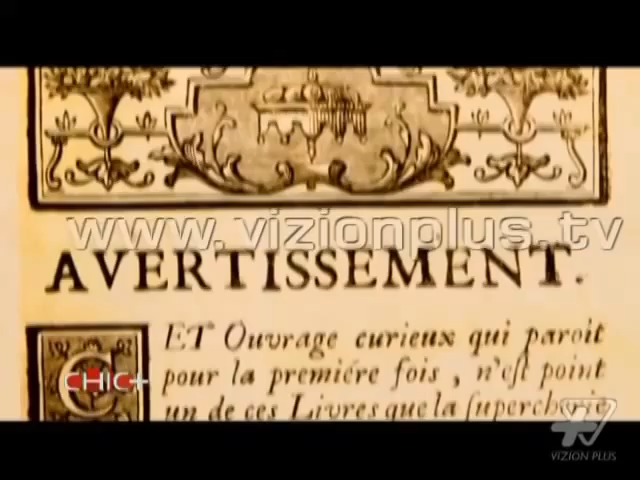 www.vizionplus.tv
AVERTISSEMENT.
CET Ouvrage curieux qui paroit
pour la premiére fois, n'eſt point
un de ces Livres que la ſupercherie
CHIC+
VIZION PLUS